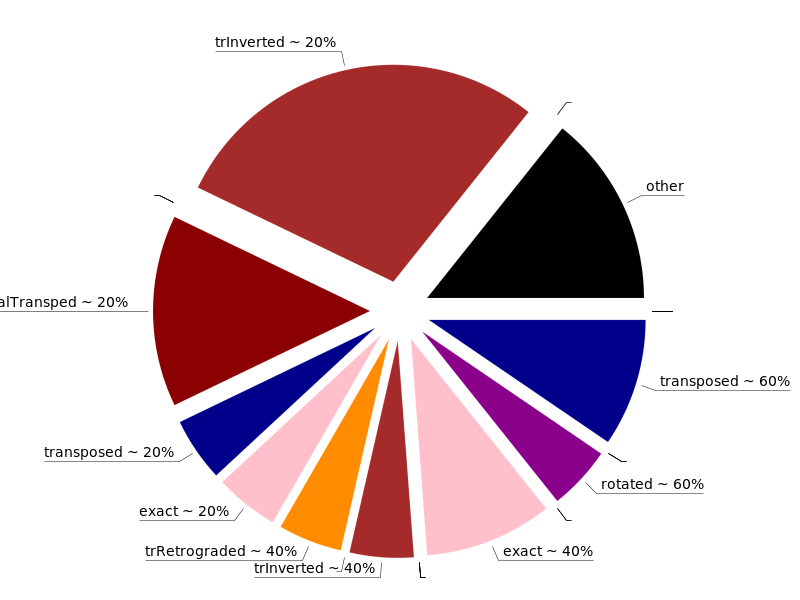 trInverted ~ 20%
other
alTransped ~ 20%
transposed ~ 60%
transposed ~ 20%
rotated ~ 60%
exact ~ 20%
trRetrograded ~ 40%
exact ~ 40%
trInverted ~ 40%